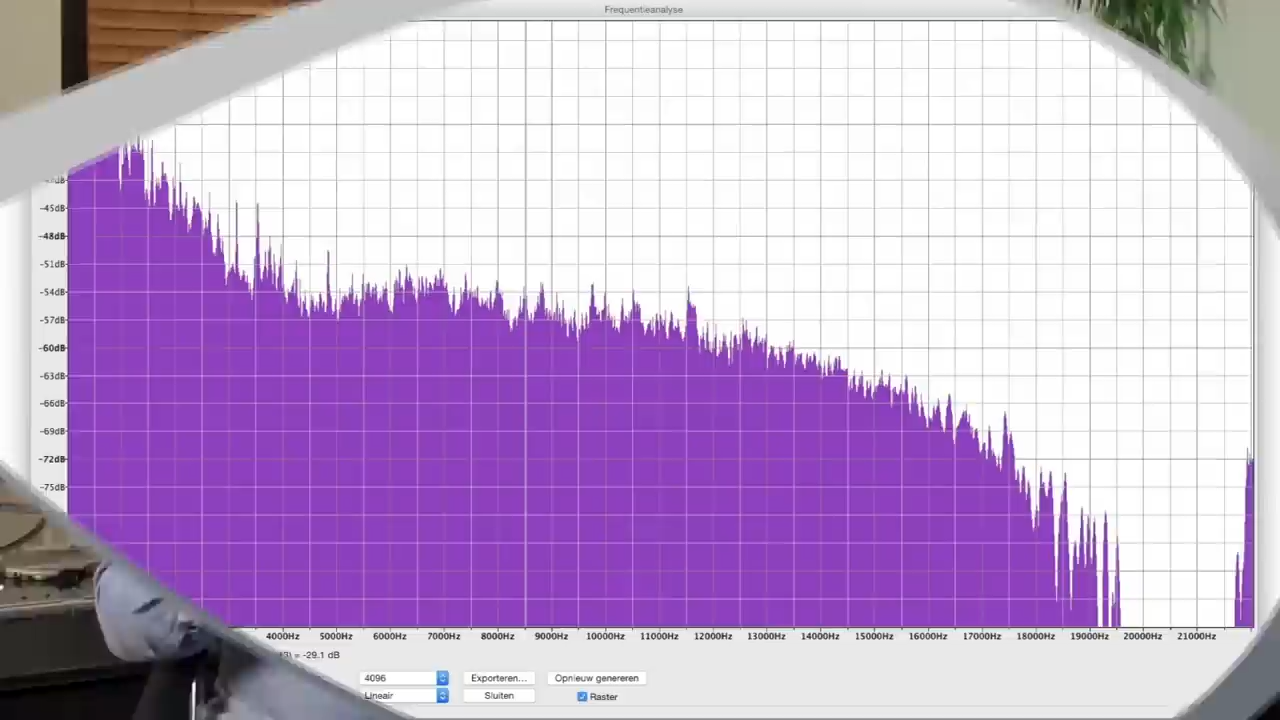 Frequentieanalyse
-45dB
-48dB
-51dB
-54dB
-57dB
-60dB
-63dB
-66dB
-69dB
-72dB
-75dB
4000Hz 5000Hz 6000Hz 7000Hz 8000Hz 9000Hz 10000Hz 11000Hz 12000Hz 13000Hz 14000Hz 15000Hz 16000Hz 17000Hz 18000Hz 19000Hz 20000Hz 21000Hz
= -29.1 dB
4096 Exporteren... Opnieuw genereren
Lineair Sluiten Raster